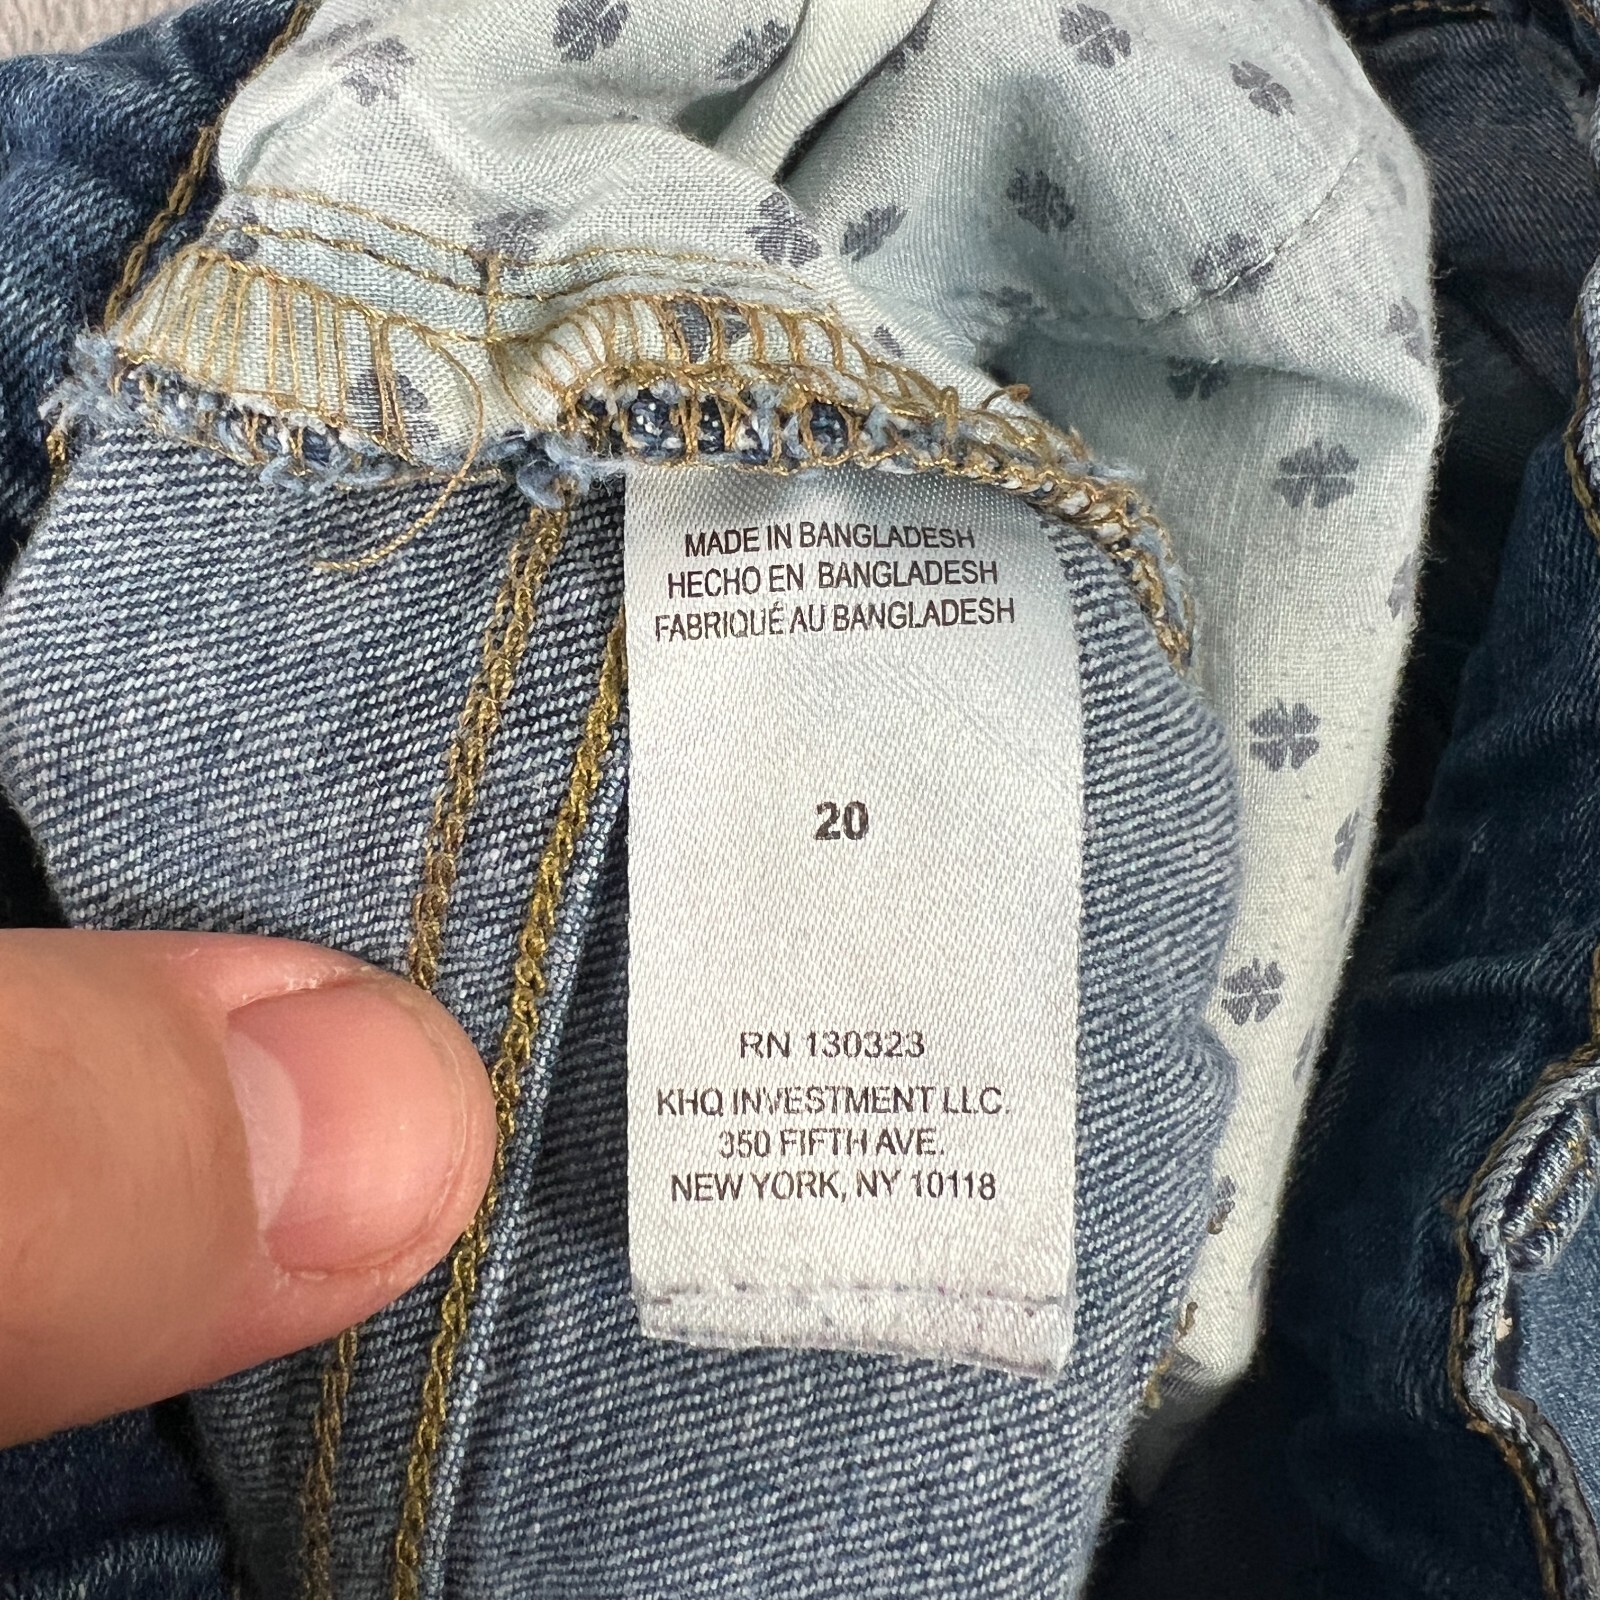 MADE IN BANGLADESH
HECHO EN BANGLADESH
FABRIQUÉ AU BANGLADESH
20
RN 130323
KHQ INVESTMENT LLC.
350 FIFTH AVE.
NEW YORK, NY 10118